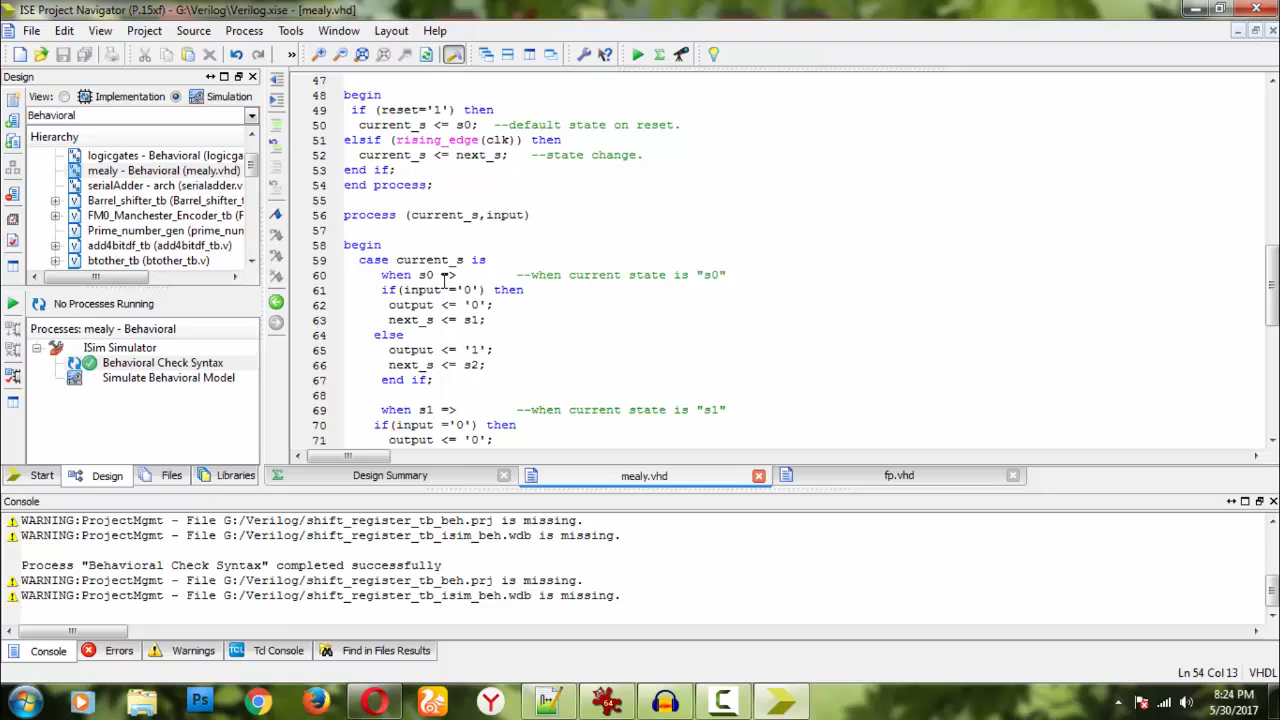 ISE Project Navigator (P.15xf) - G:\Verilog\Verilog.xise - [mealy.vhd]
File Edit View Project Source Process Tools Window Layout Help
»
Design
View: Implementation Simulation
Behavioral
Hierarchy
logicgates - Behavioral (logicga
mealy - Behavioral (mealy.vhd)
serialAdder - arch (serialadder.v
Barrel_shifter_tb (Barrel_shifter_t
FM0_Manchester_Encoder_tb (F
Prime_number_gen (prime_num
add4bitdf_tb (add4bitdf_tb.v)
btother_tb (btother_tb.v)
No Processes Running
Processes: mealy - Behavioral
ISim Simulator
Behavioral Check Syntax
Simulate Behavioral Model
47
48 begin
49 if (reset='1') then
50 current_s <= s0; --default state on reset.
51 elsif (rising_edge(clk)) then
52 current_s <= next_s; --state change.
53 end if;
54 end process;
55
56 process (current_s,input)
57
58 begin
59 case current_s is
60 when s0 => --when current state is "s0"
61 if(input ='0') then
62 output <= '0';
63 next_s <= s1;
64 else
65 output <= '1';
66 next_s <= s2;
67 end if;
68
69 when s1 => --when current state is "s1"
70 if(input ='0') then
71 output <= '0';
Start Design Files Libraries
Design Summary mealy.vhd fp.vhd
Console
WARNING:ProjectMgmt - File G:/Verilog/shift_register_tb_beh.prj is missing.
WARNING:ProjectMgmt - File G:/Verilog/shift_register_tb_isim_beh.wdb is missing.
Process "Behavioral Check Syntax" completed successfully
WARNING:ProjectMgmt - File G:/Verilog/shift_register_tb_beh.prj is missing.
WARNING:ProjectMgmt - File G:/Verilog/shift_register_tb_isim_beh.wdb is missing.
Console Errors Warnings Tcl Console Find in Files Results
Ln 54 Col 13 VHDL
Ps
64
8:24 PM
5/30/2017